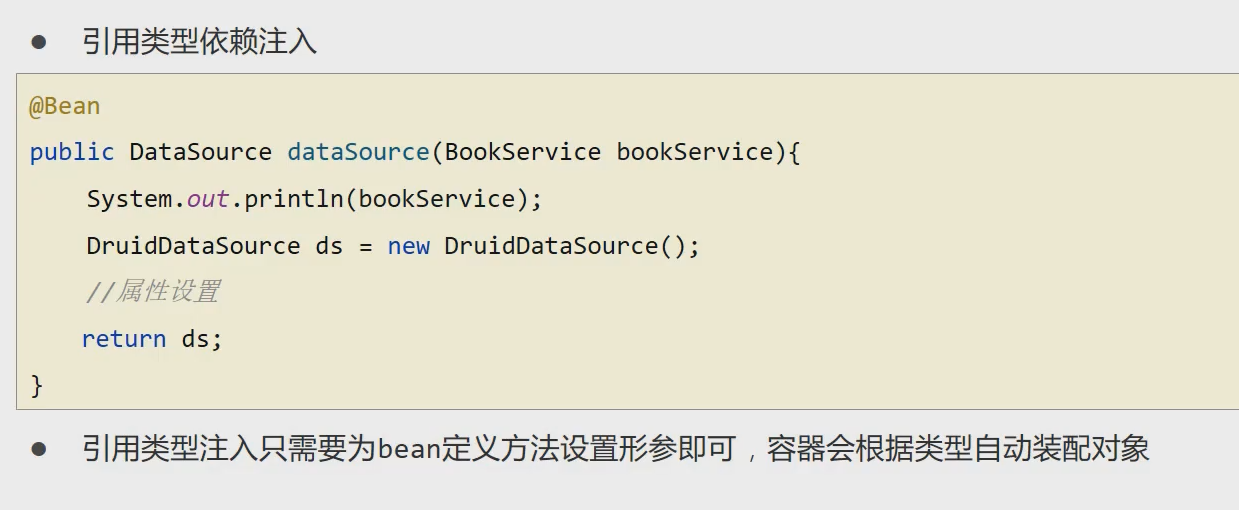 ● 引用类型依赖注入
@Bean
public DataSource dataSource(BookService bookService){
System.out.println(bookService);
DruidDataSource ds = new DruidDataSource();
//属性设置
return ds;
}
● 引用类型注入只需要为bean定义方法设置形参即可，容器会根据类型自动装配对象